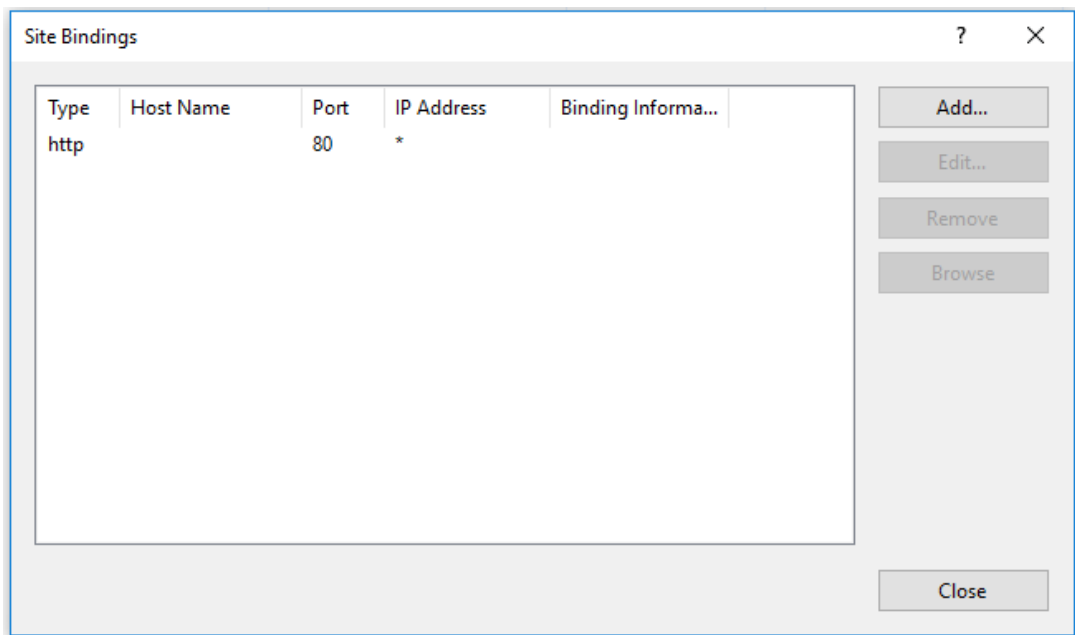 Site Bindings ? ×
Type Host Name Port IP Address Binding Informa...
http 80 *
Add...
Edit...
Remove
Browse
Close